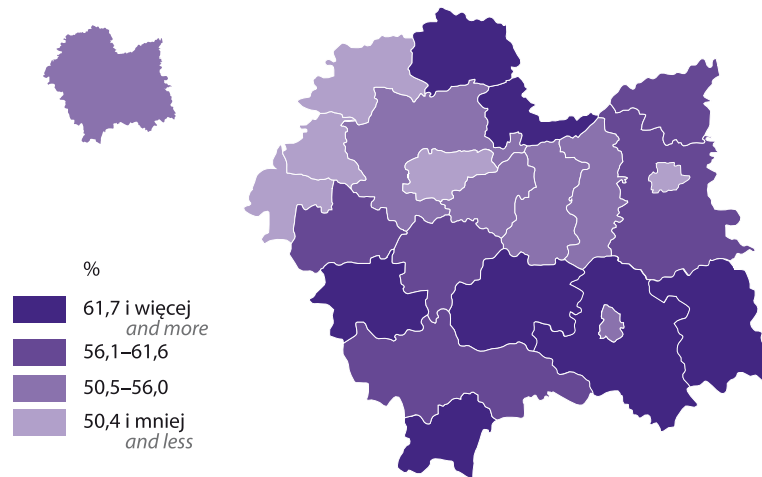 %
61,7 i więcej
and more
56,1–61,6
50,5–56,0
50,4 i mniej
and less